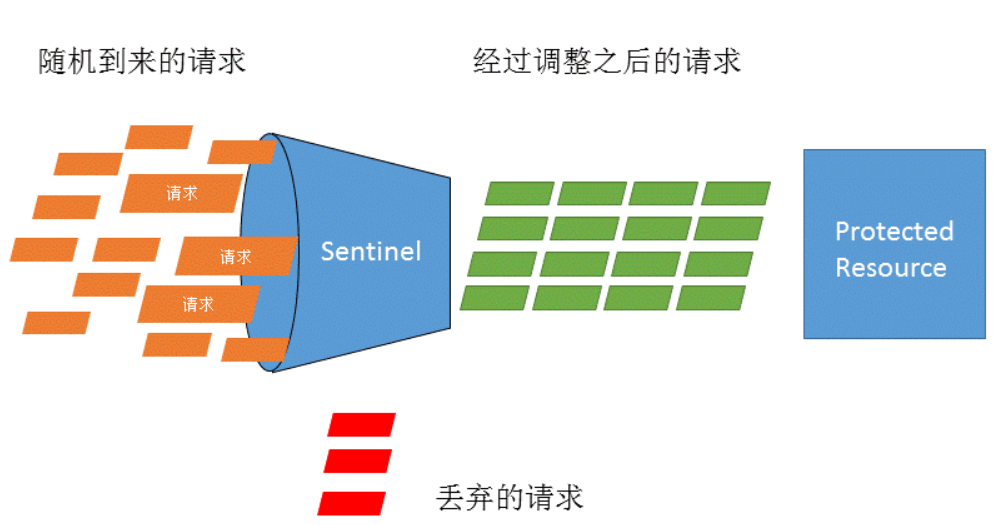 随机到来的请求
经过调整之后的请求
请求
请求
请求
Sentinel
Protected
Resource
丢弃的请求